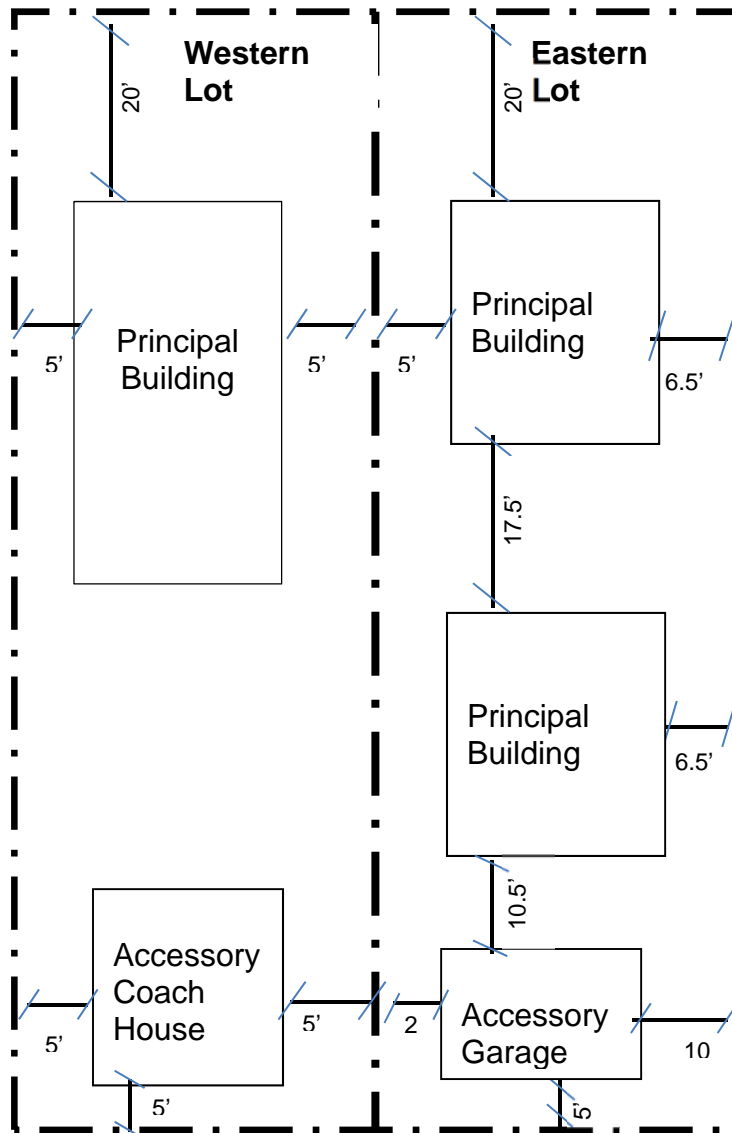 Western
Lot
Eastern
Lot
20’
20’
Principal
Building
Principal
Building
5’
5’
5’
6.5’
17.5’
Principal
Building
6.5’
10.5’
Accessory
Coach
House
5’
5’
5’
Accessory
Garage
2
10
5’